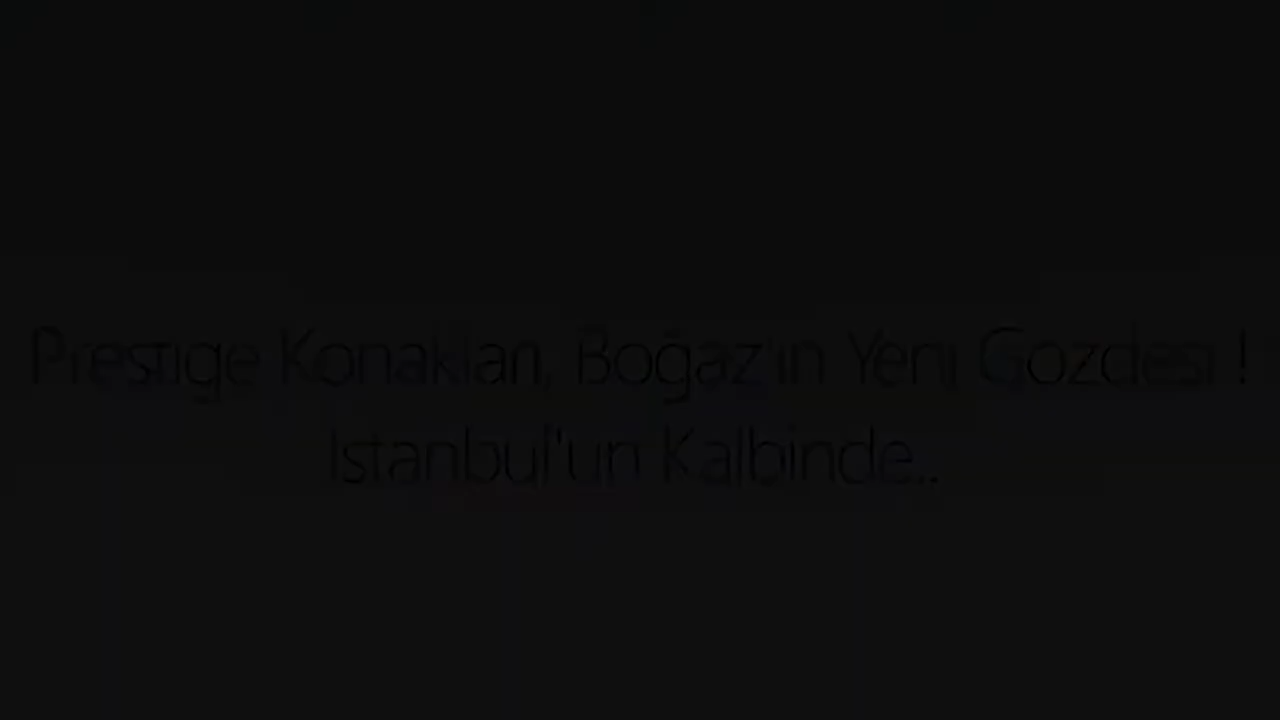 Prestige Konakları, Boğaz'ın Yeni Gözdesi !
İstanbul'un Kalbinde..